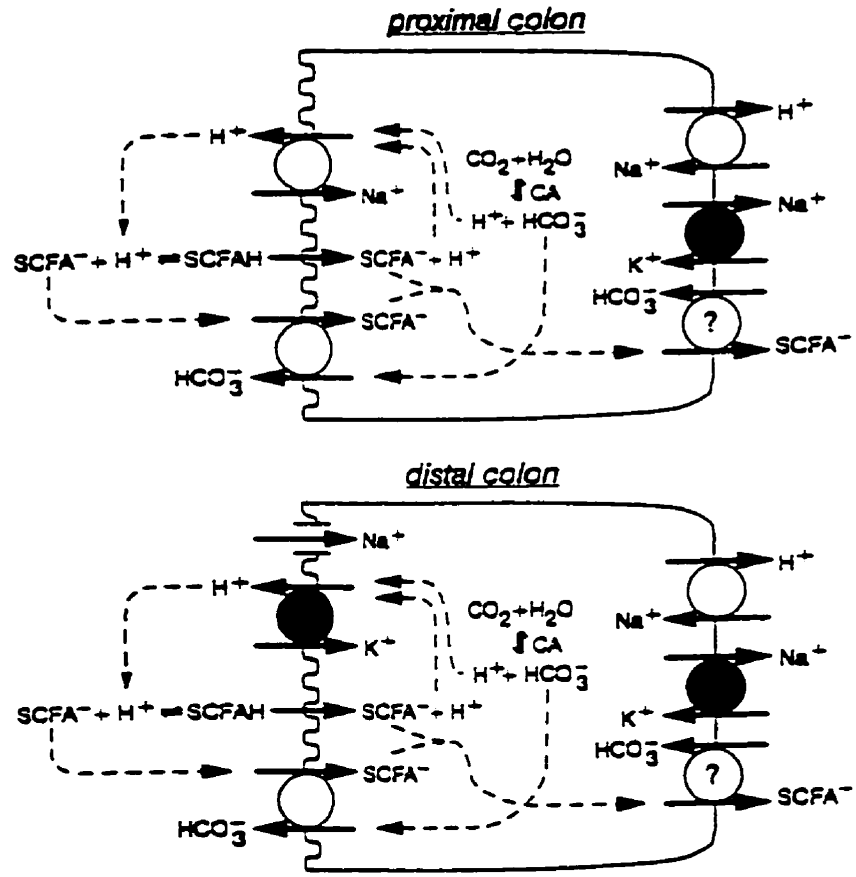 proximal colon
H⁺
H⁺
CO₂+H₂O
Na⁺
⇌ CA
Na⁺
Na⁺
H⁺+ HCO₃⁻
SCFA⁻+ H⁺ ⇌ SCFAH
SCFA⁻+ H⁺
K⁺
HCO₃⁻
SCFA⁻
?
SCFA⁻
HCO₃⁻
distal colon
Na⁺
H⁺
H⁺
CO₂+H₂O
Na⁺
⇌ CA
K⁺
Na⁺
H⁺+ HCO₃⁻
SCFA⁻+ H⁺ ⇌ SCFAH
SCFA⁻+ H⁺
K⁺
HCO₃⁻
SCFA⁻
?
SCFA⁻
HCO₃⁻